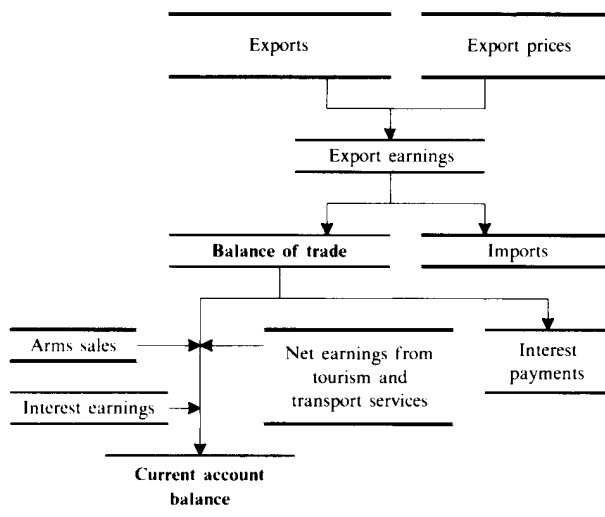 Exports
Export prices
Export earnings
Balance of trade
Imports
Arms sales
Net earnings from
tourism and
transport services
Interest
payments
Interest earnings
Current account
balance